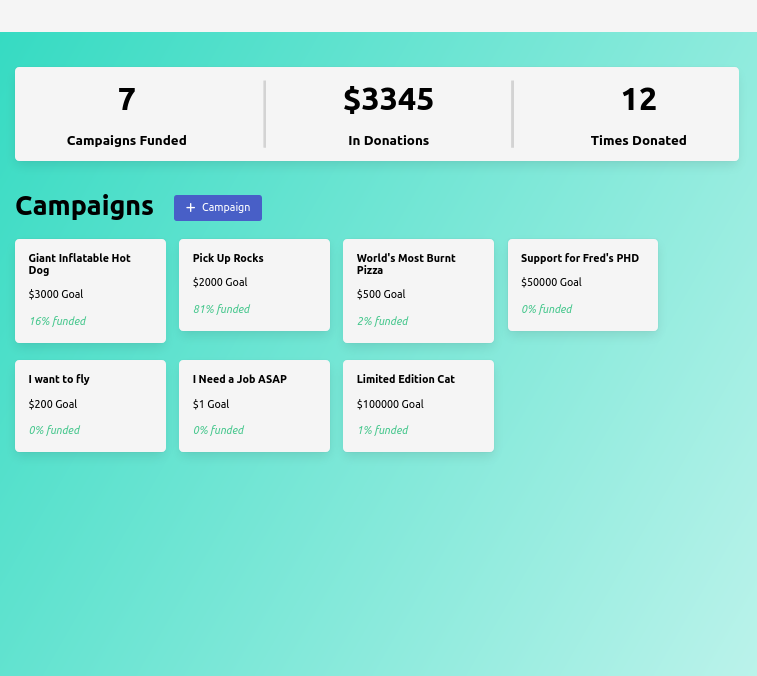 7 $3345 12
Campaigns Funded In Donations Times Donated
Campaigns + Campaign
Giant Inflatable Hot
Dog
$3000 Goal
16% funded
Pick Up Rocks
$2000 Goal
81% funded
World's Most Burnt
Pizza
$500 Goal
2% funded
Support for Fred's PHD
$50000 Goal
0% funded
I want to fly
$200 Goal
0% funded
I Need a Job ASAP
$1 Goal
0% funded
Limited Edition Cat
$100000 Goal
1% funded